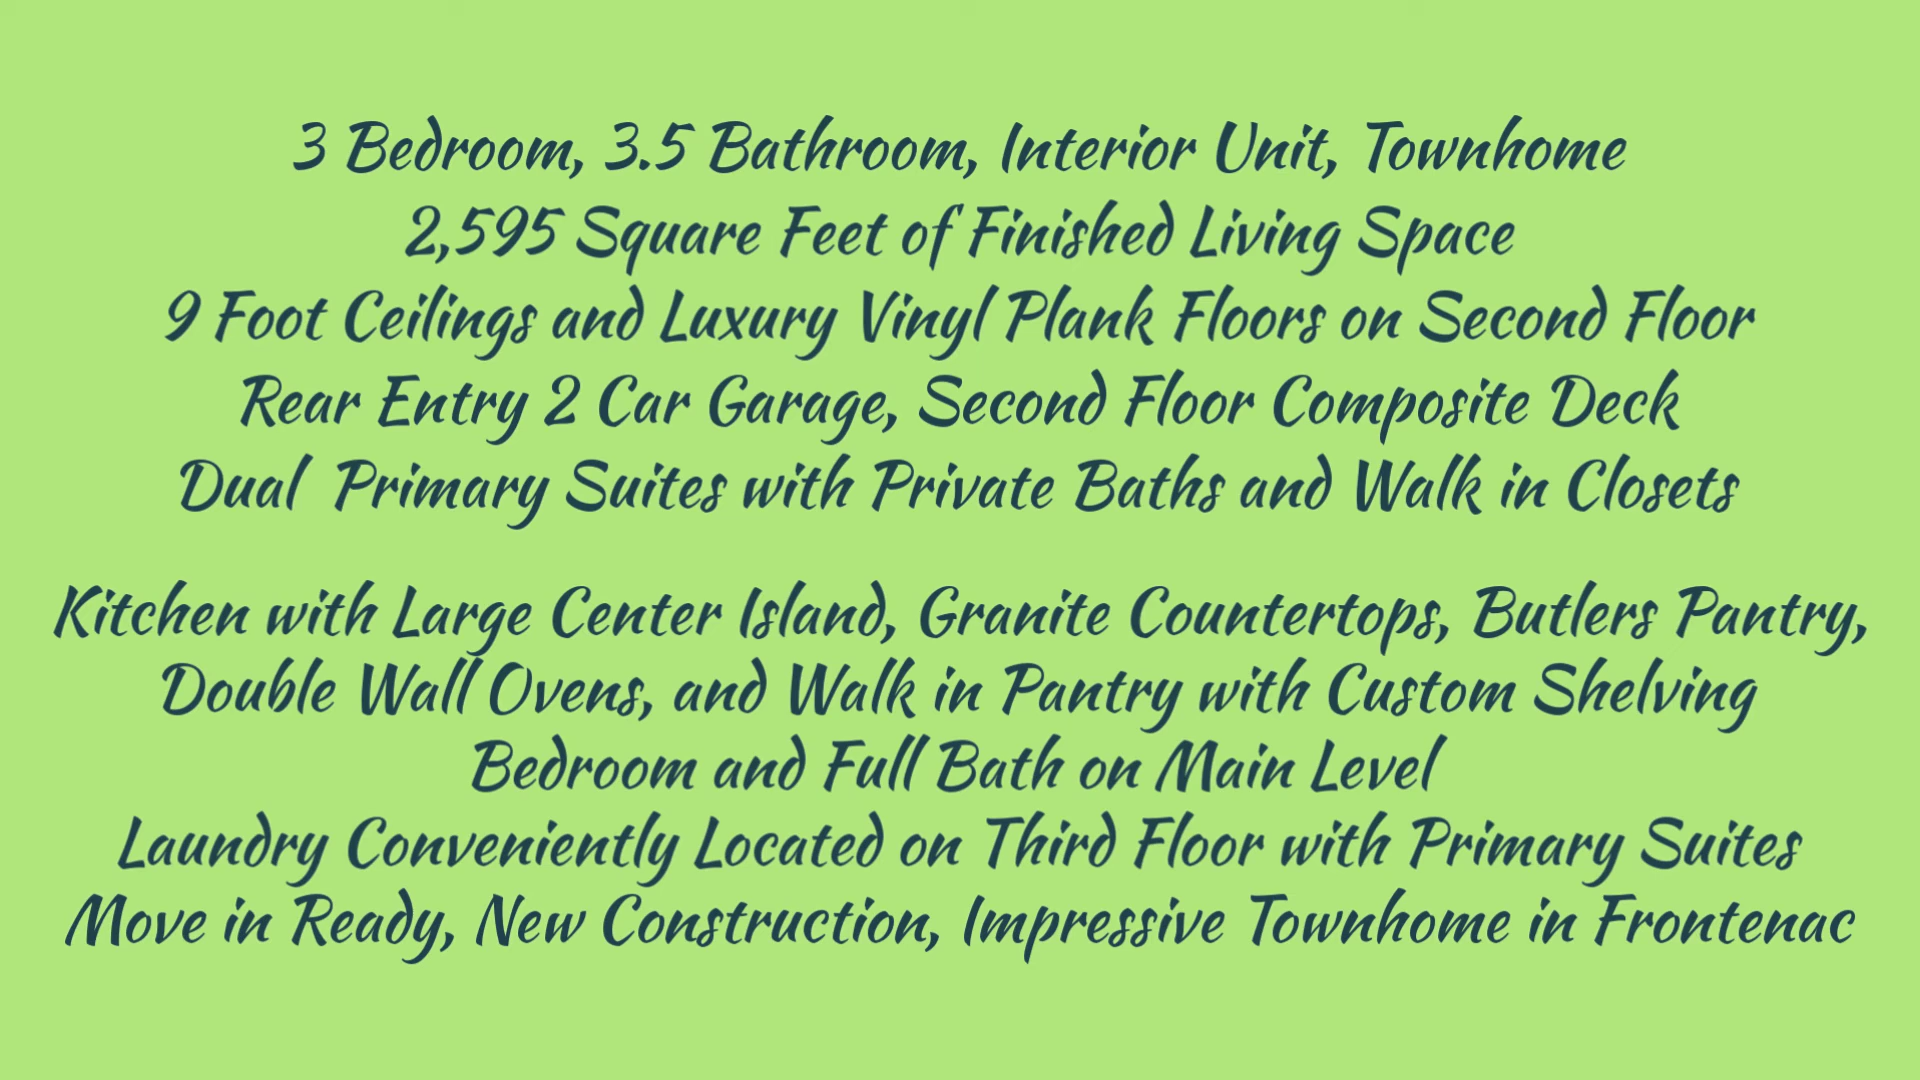 3 Bedroom, 3.5 Bathroom, Interior Unit, Townhome
2,595 Square Feet of Finished Living Space
9 Foot Ceilings and Luxury Vinyl Plank Floors on Second Floor
Rear Entry 2 Car Garage, Second Floor Composite Deck
Dual Primary Suites with Private Baths and Walk in Closets
Kitchen with Large Center Island, Granite Countertops, Butlers Pantry,
Double Wall Ovens, and Walk in Pantry with Custom Shelving
Bedroom and Full Bath on Main Level
Laundry Conveniently Located on Third Floor with Primary Suites
Move in Ready, New Construction, Impressive Townhome in Frontenac